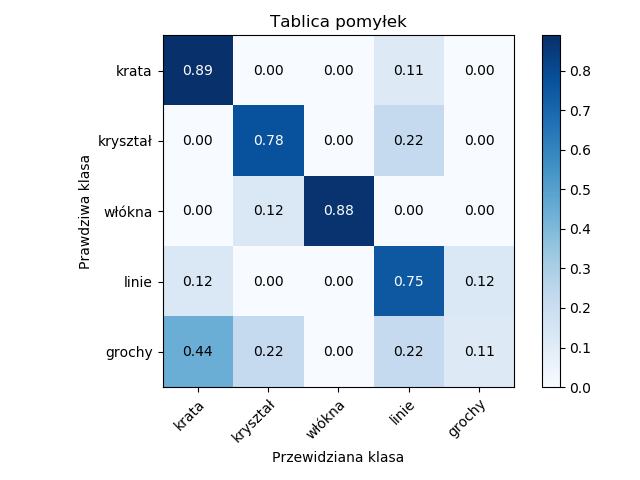 Tablica pomyłek
Prawdziwa klasa
krata 0.89 0.00 0.00 0.11 0.00
kryształ 0.00 0.78 0.00 0.22 0.00
włókna 0.00 0.12 0.88 0.00 0.00
linie 0.12 0.00 0.00 0.75 0.12
grochy 0.44 0.22 0.00 0.22 0.11
krata kryształ włókna linie grochy
Przewidziana klasa
0.8
0.7
0.6
0.5
0.4
0.3
0.2
0.1
0.0